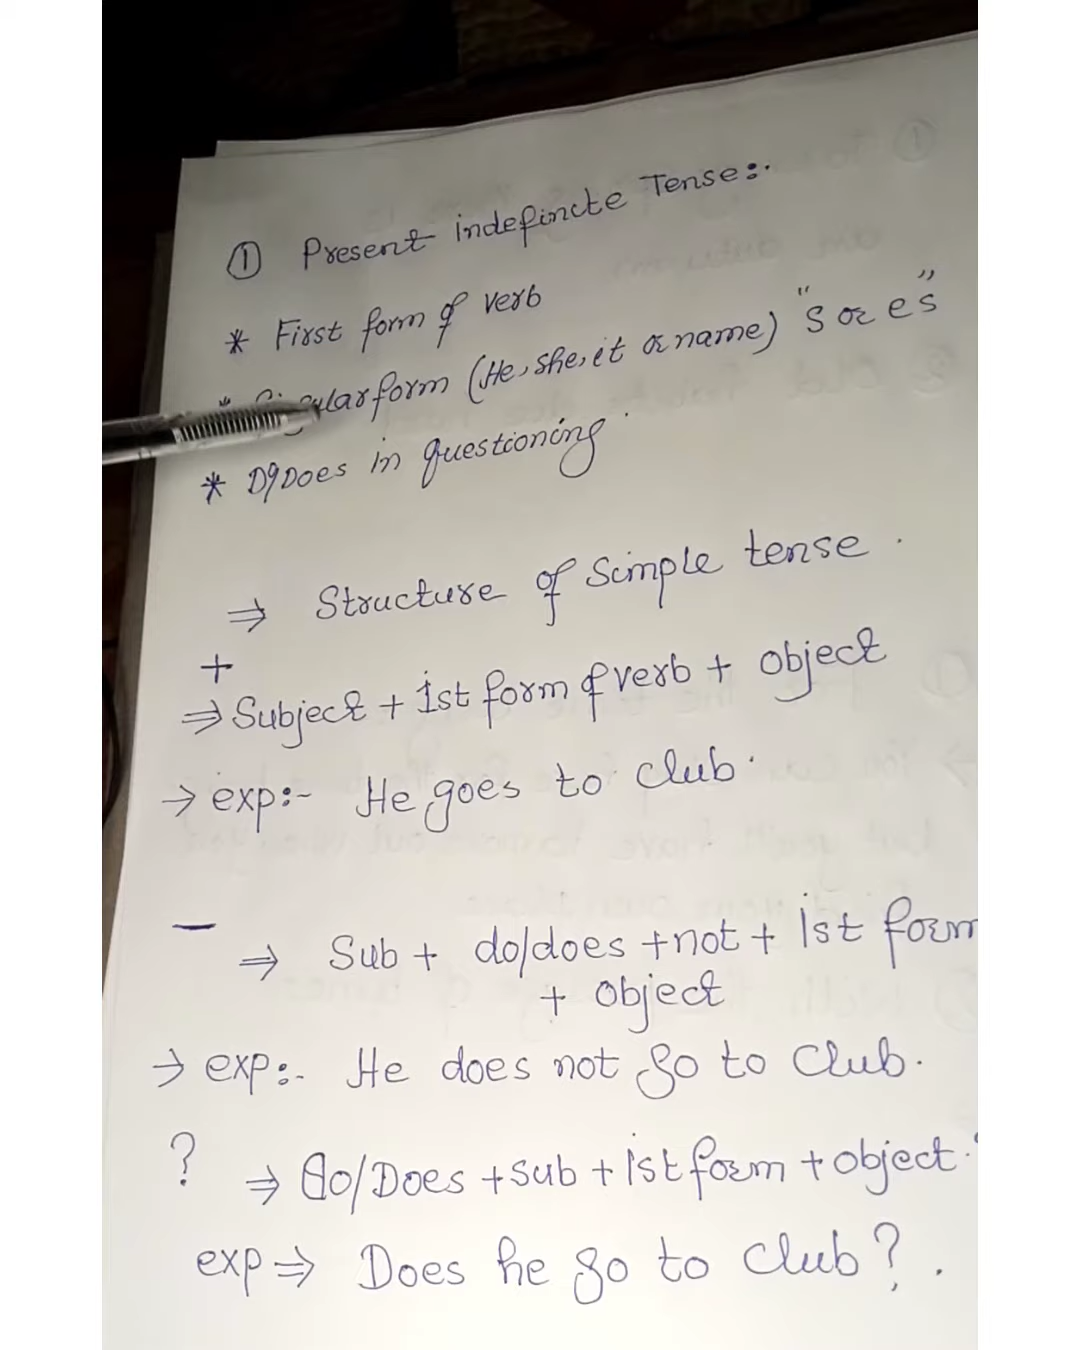 ① Present indefincte Tense:-
* First form of verb
form (He, she, it or name) "S or es"
* Do, Does in questioning
⇒ Structure of Simple tense.
+
⇒ Subject + 1st form of verb + object
→ exp:- He goes to club.
—
⇒ Sub + do/does + not + 1st form
+ object
→ exp:- He does not go to Club.
? ⇒ Do/Does + sub + 1st form + object.
exp ⇒ Does he go to club?.